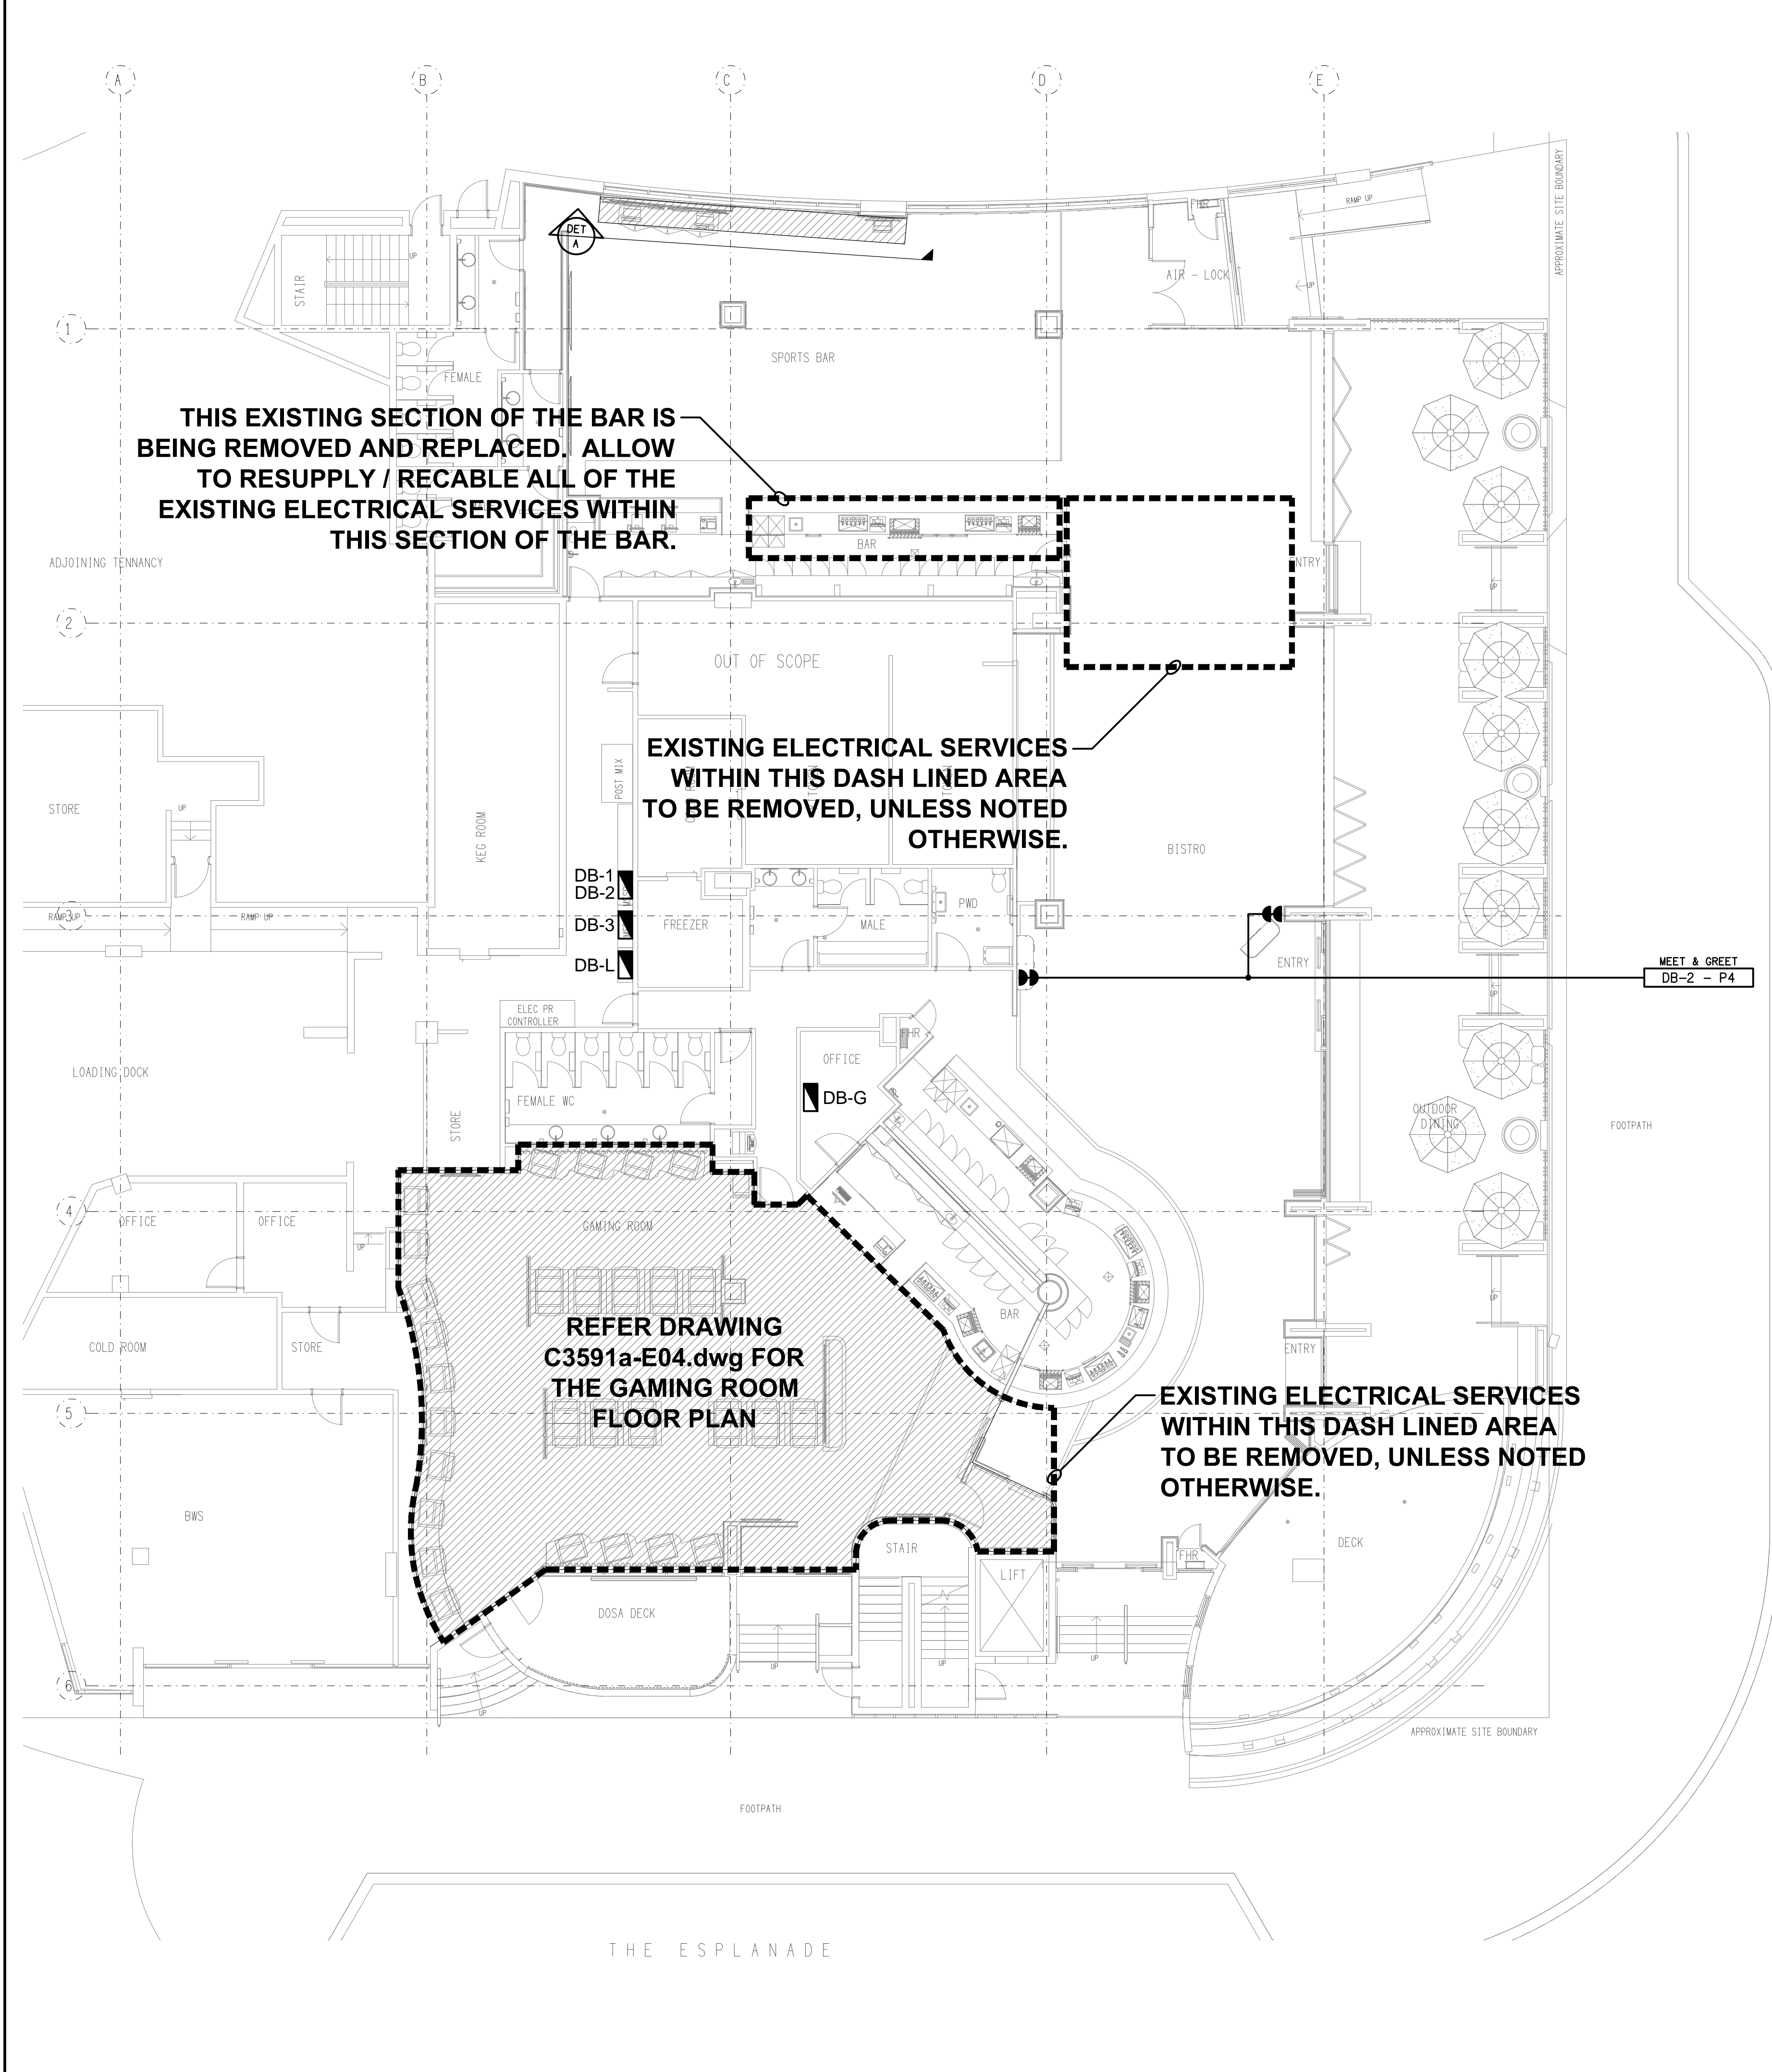 A
B
C
D
E
APPROXIMATE SITE BOUNDARY
RAMP UP
FHR
DET
A
UP
STAIR
AIR - LOCK
UP
1
SPORTS BAR
FEMALE
THIS EXISTING SECTION OF THE BAR IS
BEING REMOVED AND REPLACED. ALLOW
TO RESUPPLY / RECABLE ALL OF THE
EXISTING ELECTRICAL SERVICES WITHIN
THIS SECTION OF THE BAR.
BAR
ADJOINING TENNANCY
ENTRY
UP
2
OUT OF SCOPE
EXISTING ELECTRICAL SERVICES
WITHIN THIS DASH LINED AREA
TO BE REMOVED, UNLESS NOTED
OTHERWISE.
POST MIX
STORE
UP
KEG ROOM
BISTRO
DB-1
DB-2
DB-3
DB-L
RAMP UP
3
RAMP UP
FREEZER
MALE
PWD
ENTRY
MEET & GREET
DB-2 - P4
UP
ELEC PR
CONTROLLER
FHR
OFFICE
LOADING DOCK
DB-G
FEMALE WC
STORE
OUTDOOR
DINING
FOOTPATH
4
OFFICE
OFFICE
UP
GAMING ROOM
UP
BAR
COLD ROOM
STORE
ENTRY
REFER DRAWING
C3591a-E04.dwg FOR
THE GAMING ROOM
FLOOR PLAN
5
EXISTING ELECTRICAL SERVICES
WITHIN THIS DASH LINED AREA
TO BE REMOVED, UNLESS NOTED
OTHERWISE.
BWS
STAIR
FHR
DECK
LIFT
DOSA DECK
UP
UP
UP
6
UP
APPROXIMATE SITE BOUNDARY
FOOTPATH
THE ESPLANADE